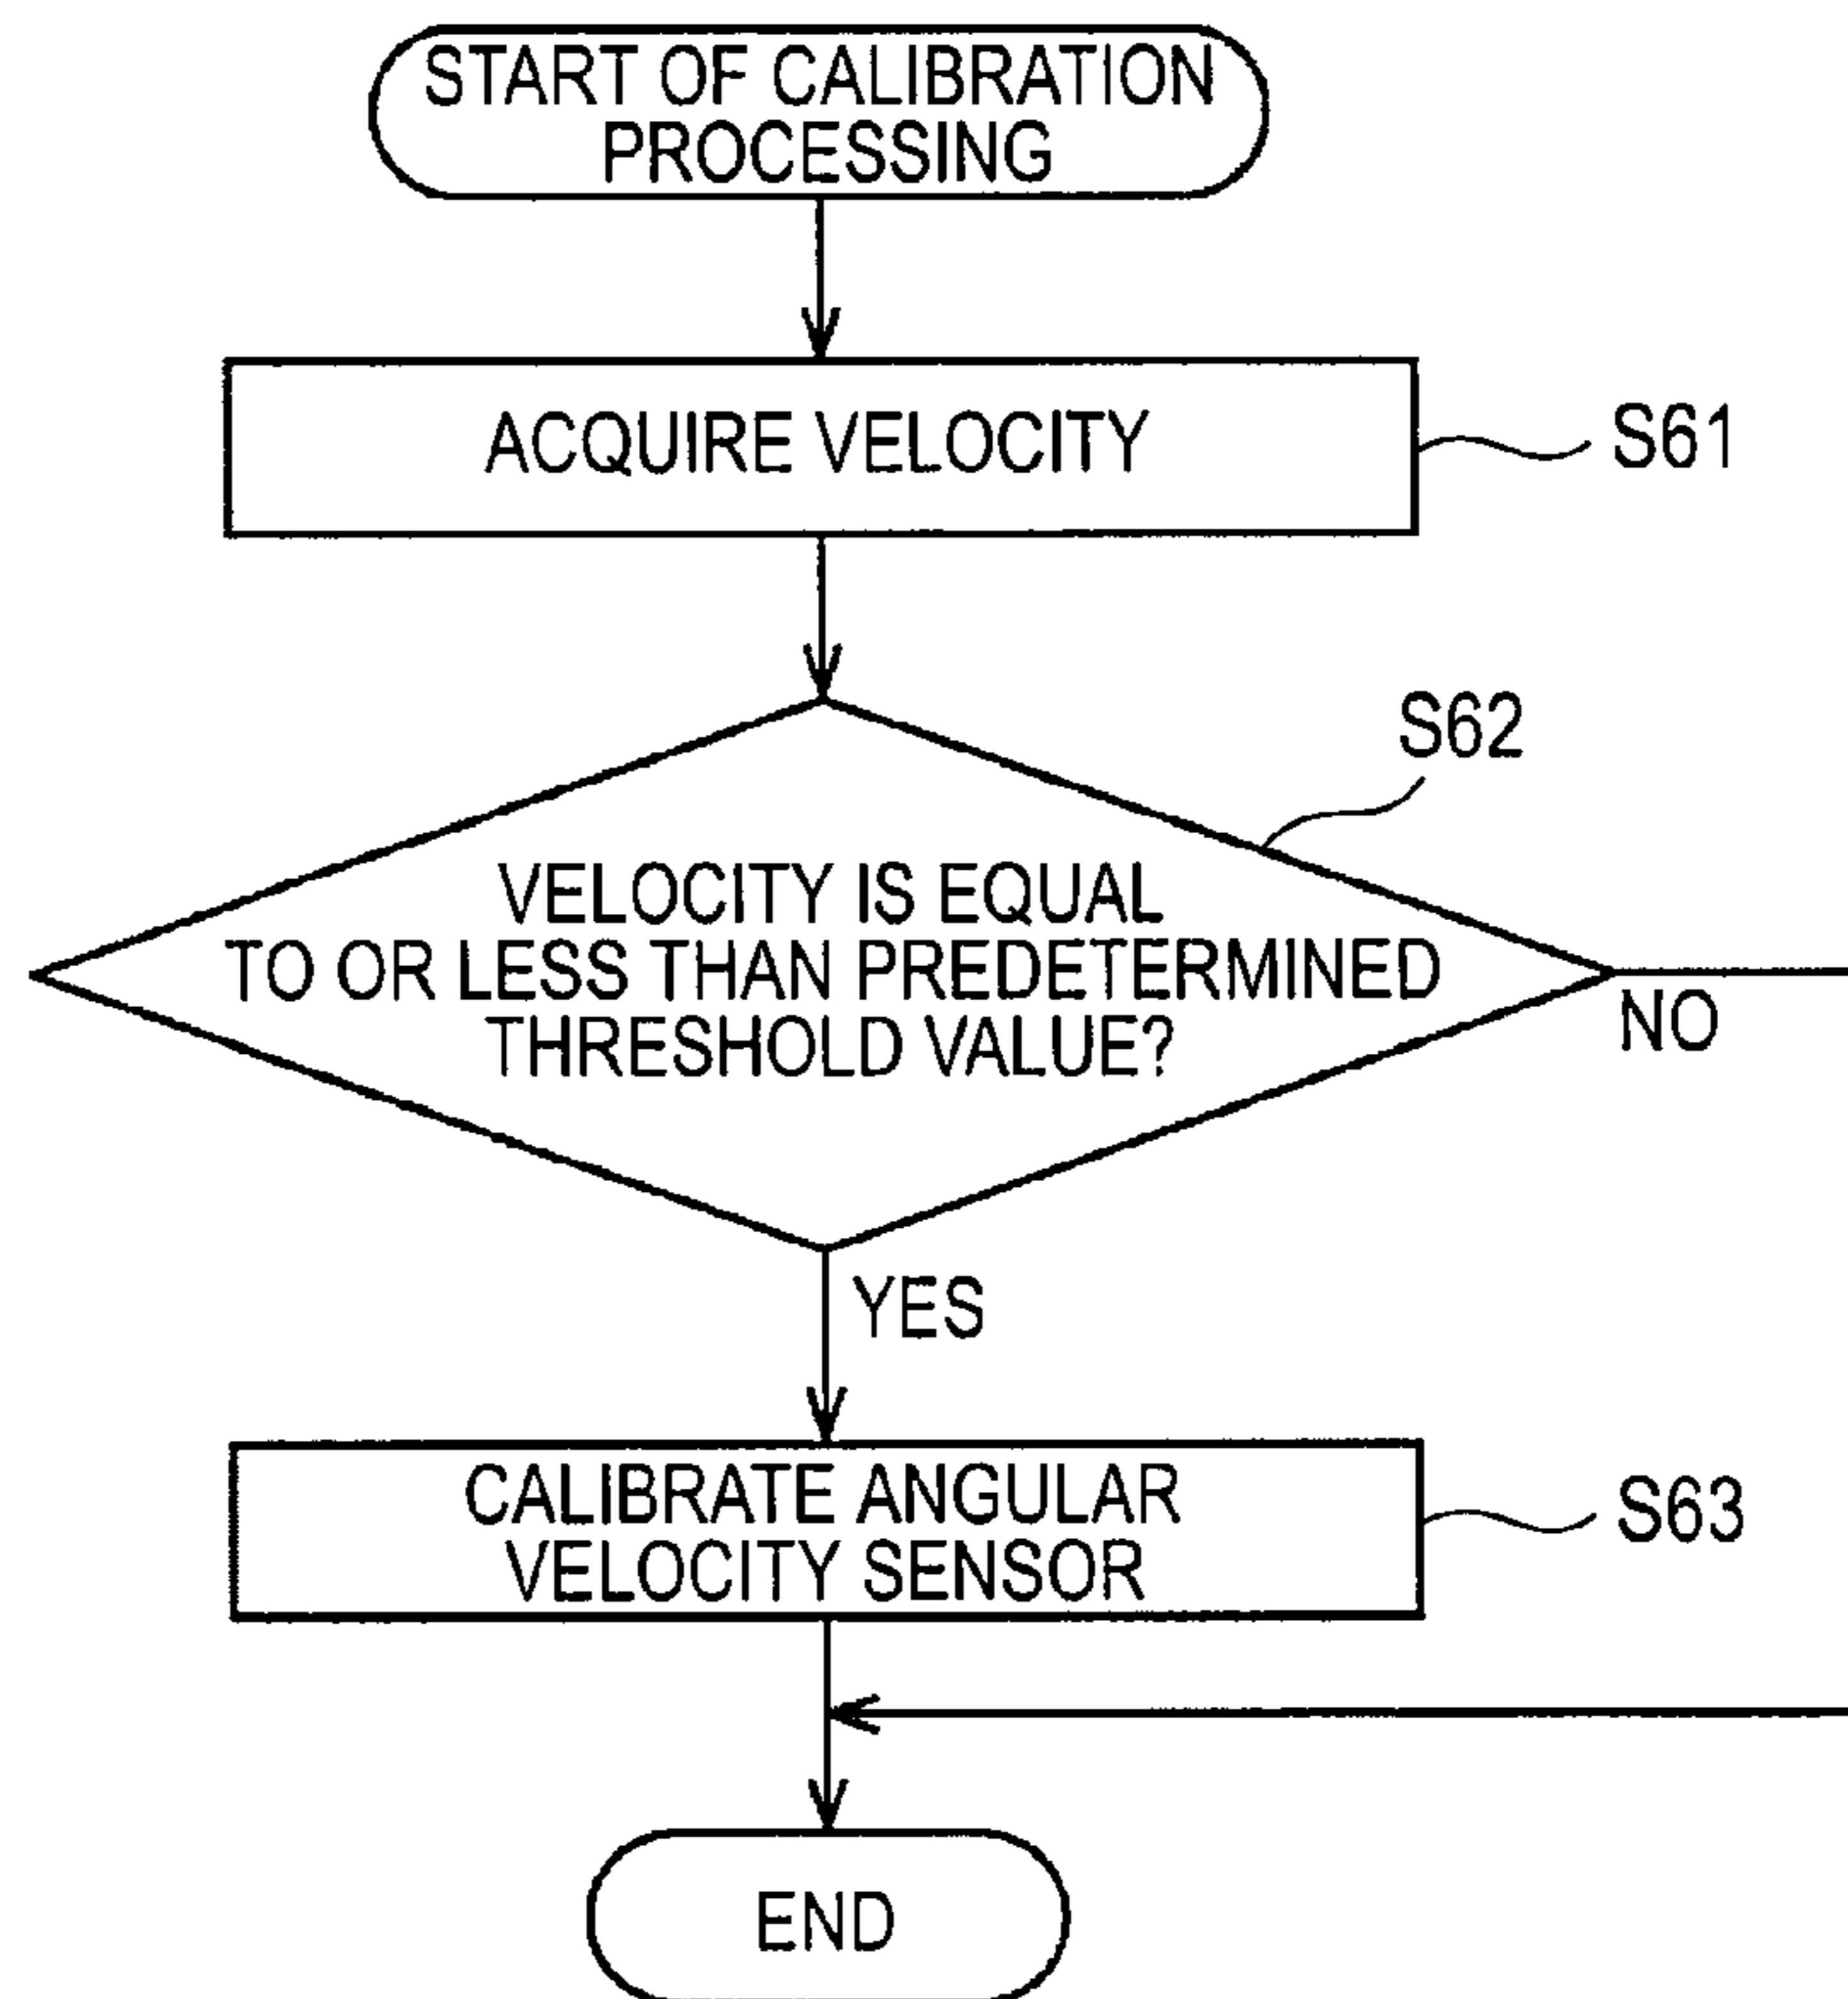 START OF CALIBRATION
PROCESSING
ACQUIRE VELOCITY
S61
S62
VELOCITY IS EQUAL
TO OR LESS THAN PREDETERMINED
THRESHOLD VALUE?
NO
YES
CALIBRATE ANGULAR
VELOCITY SENSOR
S63
END